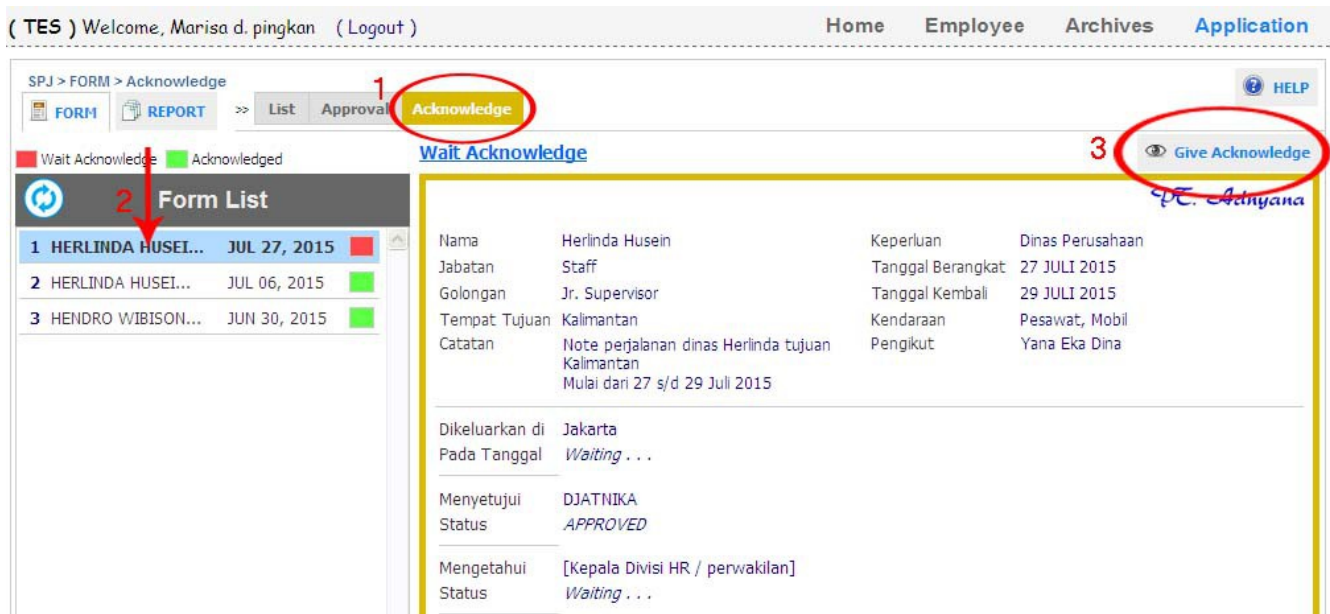 ( TES ) Welcome, Marisa d. pingkan ( Logout )
Home Employee Archives Application
SPJ > FORM > Acknowledge
1
HELP
FORM REPORT >> List Approval Acknowledge
Wait Acknowledge Acknowledged
Wait Acknowledge
3 Give Acknowledge
2 Form List
1 HERLINDA HUSEI... JUL 27, 2015
2 HERLINDA HUSEI... JUL 06, 2015
3 HENDRO WIBISON... JUN 30, 2015
PT. Adnyana
Nama Herlinda Husein Keperluan Dinas Perusahaan
Jabatan Staff Tanggal Berangkat 27 JULI 2015
Golongan Jr. Supervisor Tanggal Kembali 29 JULI 2015
Tempat Tujuan Kalimantan Kendaraan Pesawat, Mobil
Catatan Note perjalanan dinas Herlinda tujuan Pengikut Yana Eka Dina
Kalimantan
Mulai dari 27 s/d 29 Juli 2015
Dikeluarkan di Jakarta
Pada Tanggal Waiting . . .
Menyetujui DJATNIKA
Status APPROVED
Mengetahui [Kepala Divisi HR / perwakilan]
Status Waiting . . .